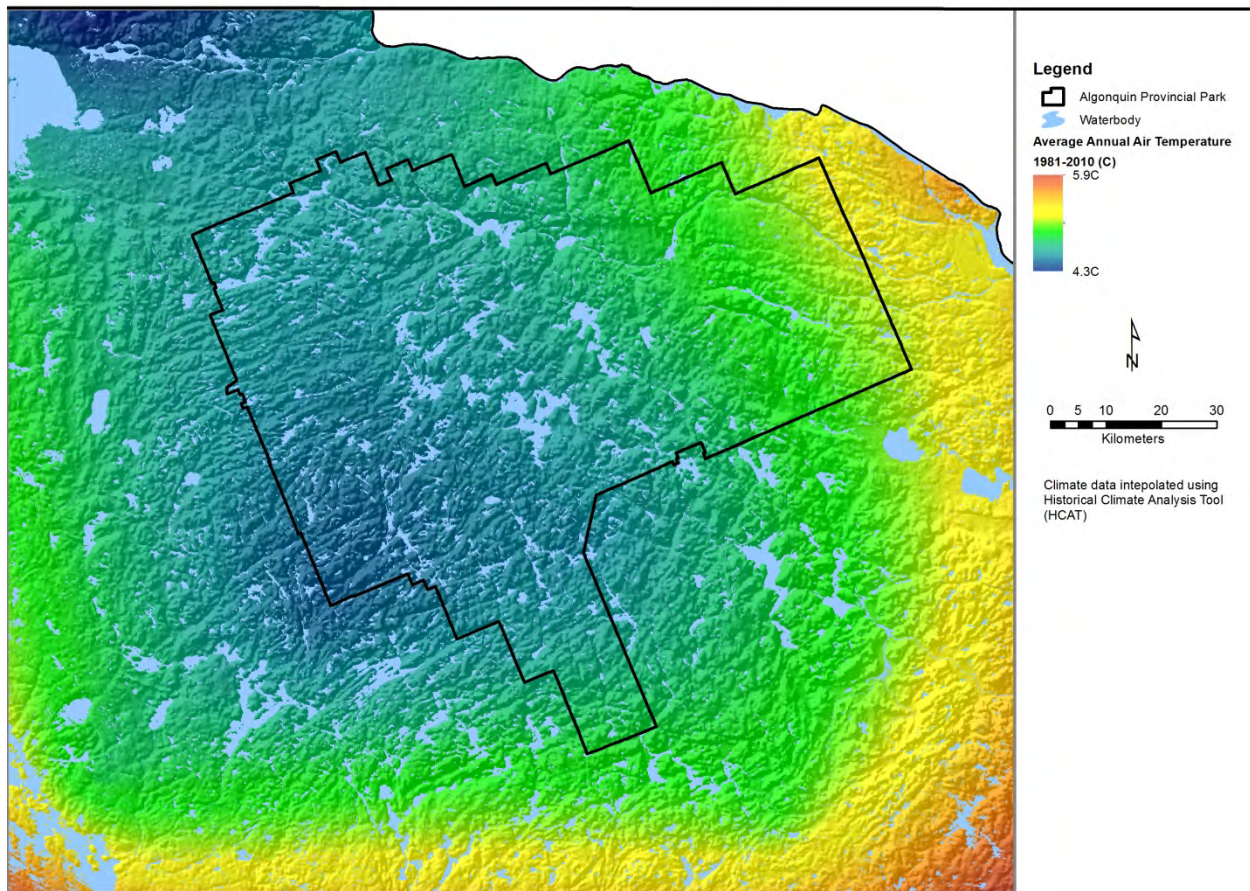 Legend
Algonquin Provincial Park
Waterbody
Average Annual Air Temperature
1981-2010 (C)
5.9C
4.3C
N
0 5 10 20 30
Kilometers
Climate data intepolated using
Historical Climate Analysis Tool
(HCAT)